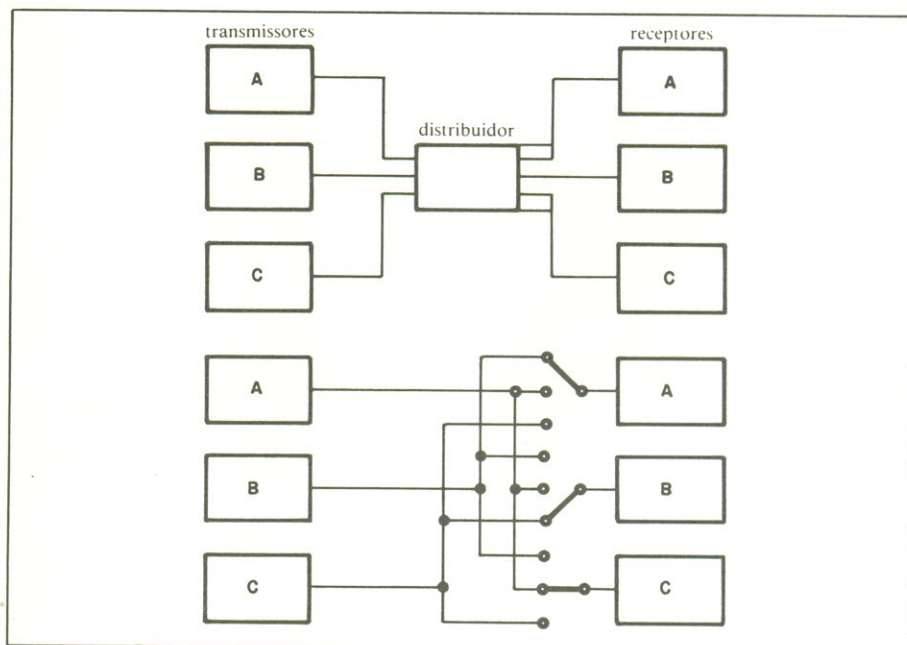 transmissores receptores
A A
distribuidor
B B
C C
A A
B B
C C